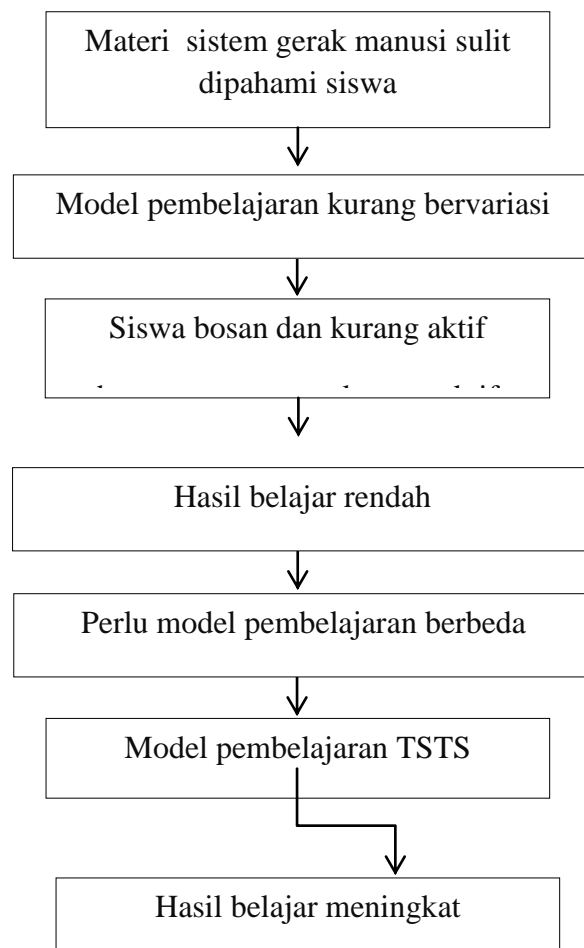 Materi sistem gerak manusi sulit
dipahami siswa
Model pembelajaran kurang bervariasi
Siswa bosan dan kurang aktif
Hasil belajar rendah
Perlu model pembelajaran berbeda
Model pembelajaran TSTS
Hasil belajar meningkat